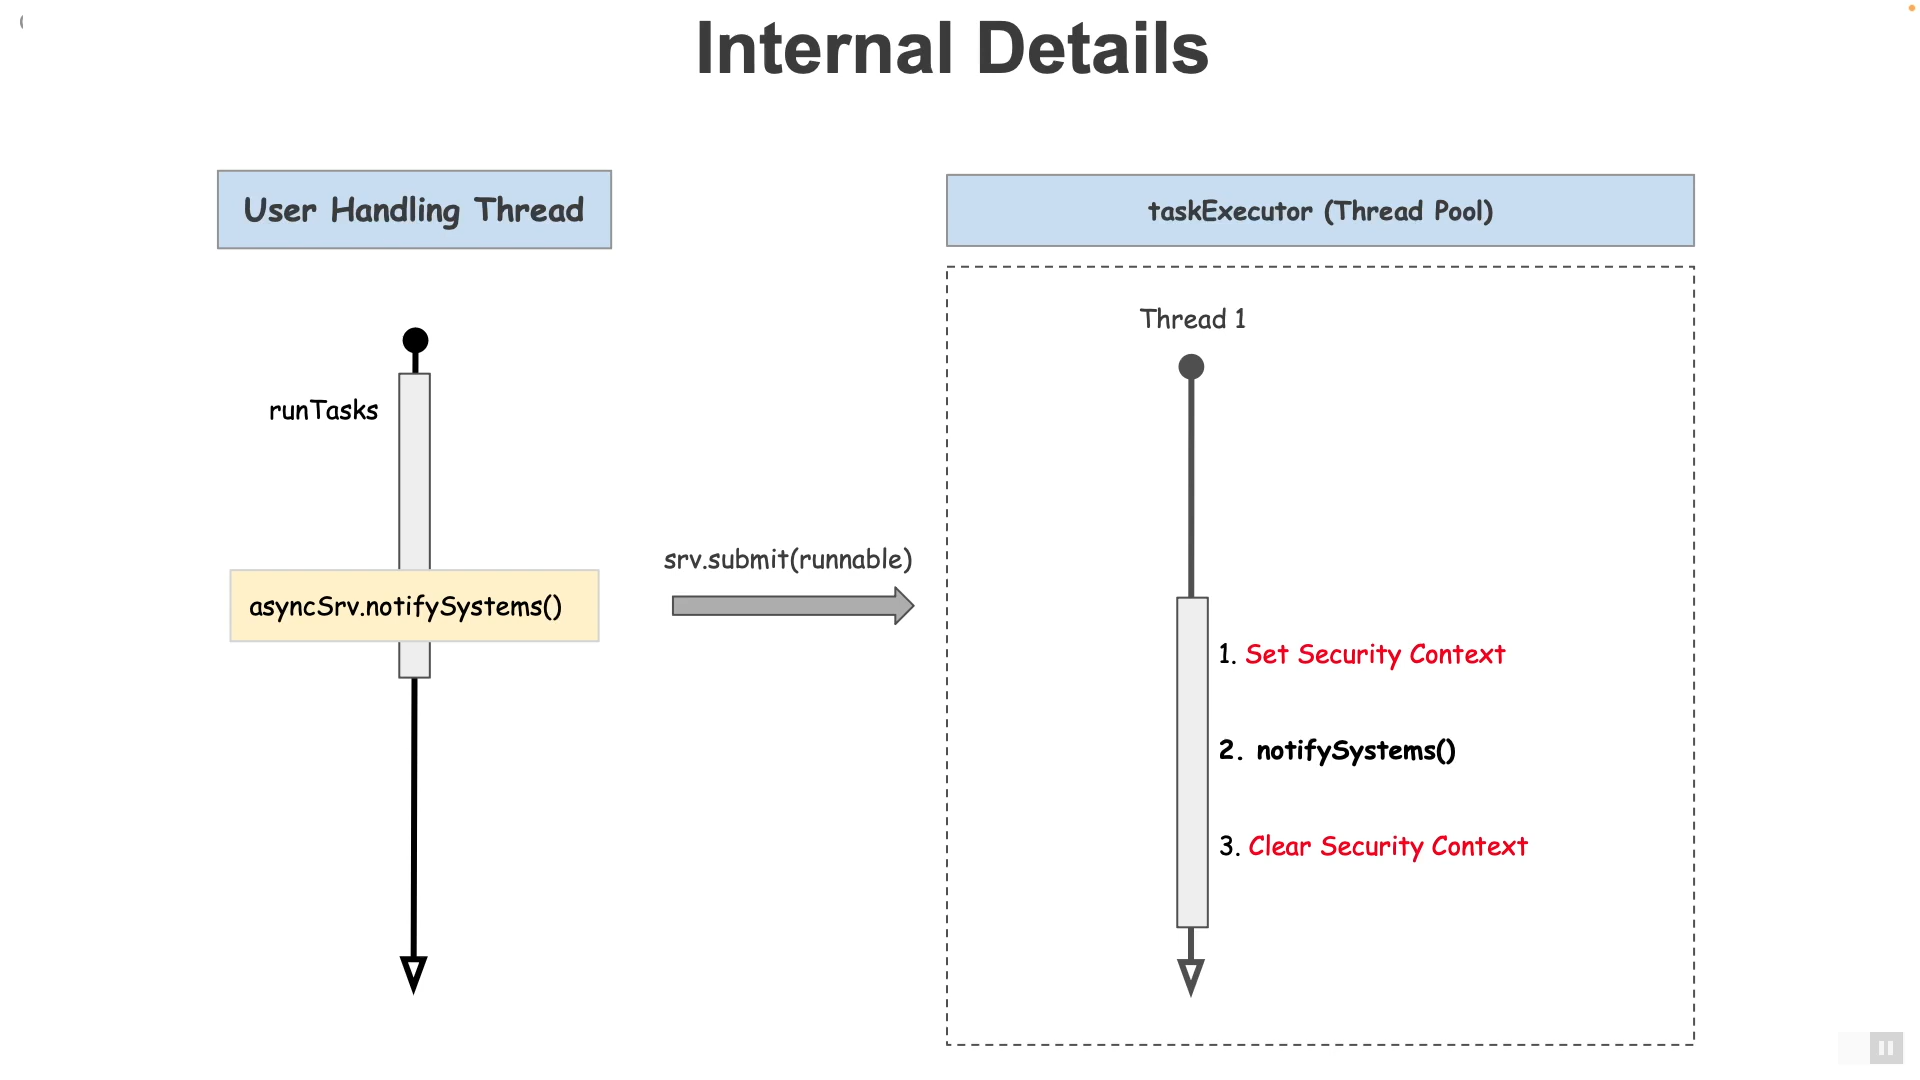 Internal Details
User Handling Thread
taskExecutor (Thread Pool)
Thread 1
runTasks
srv.submit(runnable)
asyncSrv.notifySystems()
1. Set Security Context
2. notifySystems()
3. Clear Security Context